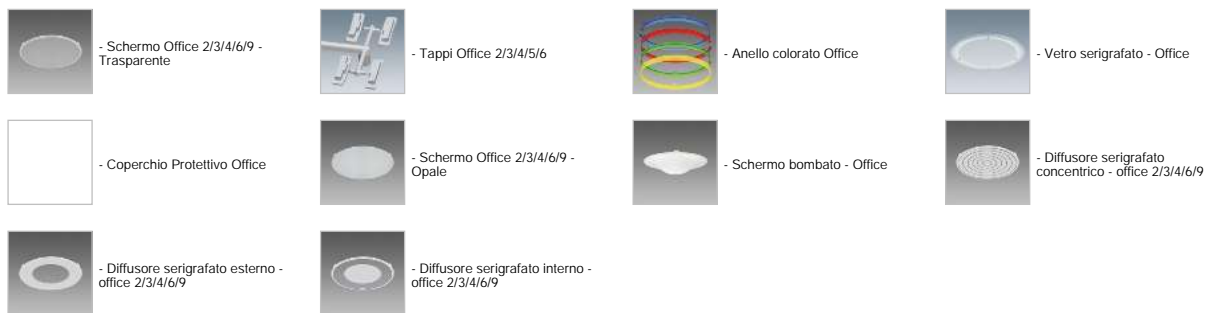 - Schermo Office 2/3/4/6/9 -
Trasparente
- Tappi Office 2/3/4/5/6
- Anello colorato Office
- Vetro serigrafato - Office
- Coperchio Protettivo Office
- Schermo Office 2/3/4/6/9 -
Opale
- Schermo bombato - Office
- Diffusore serigrafato
concentrico - office 2/3/4/6/9
- Diffusore serigrafato esterno -
office 2/3/4/6/9
- Diffusore serigrafato interno -
office 2/3/4/6/9